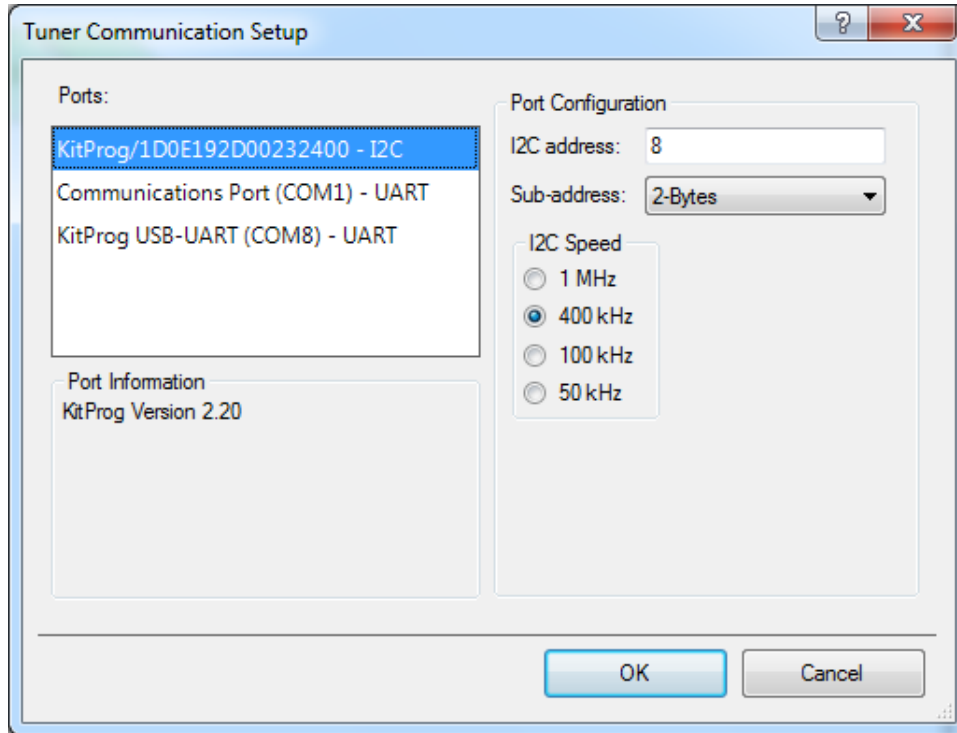 Tuner Communication Setup
Ports:
KitProg/1D0E192D00232400 - I2C
Communications Port (COM1) - UART
KitProg USB-UART (COM8) - UART
Port Information
KitProg Version 2.20
Port Configuration
I2C address: 8
Sub-address: 2-Bytes
I2C Speed
1 MHz
400 kHz
100 kHz
50 kHz
OK
Cancel